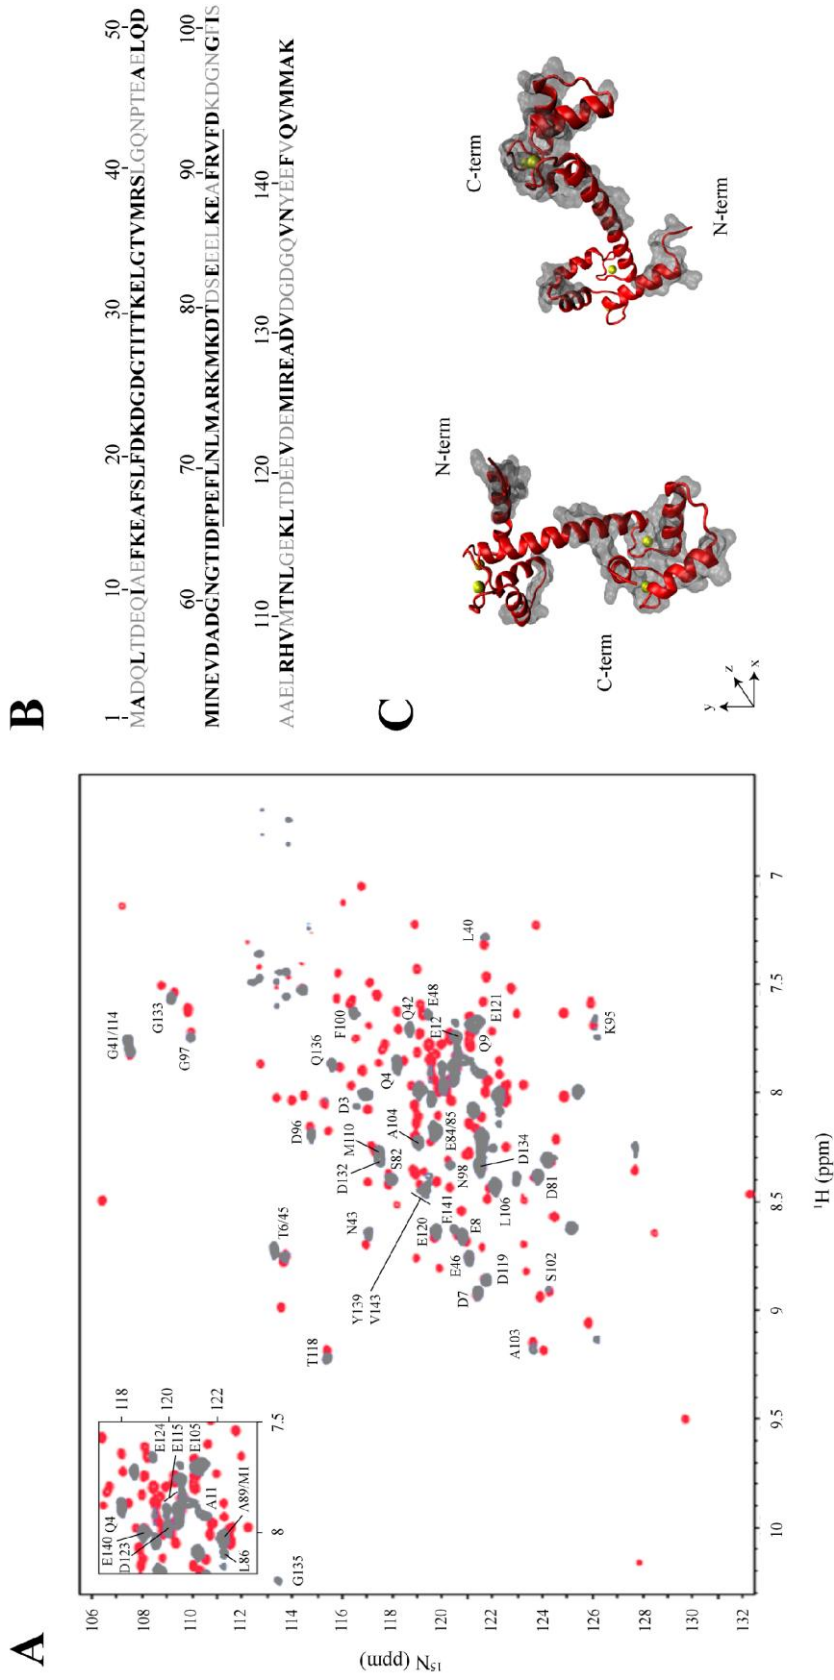 A
118
120
122
E140 Q4
D123
E124
E115
E105
A11
A89/M1
L86
7.5
8
G135
G41/114
G133
G97
F100
Q136
D3
Q4
Q42
E48
E12
Q9
E121
L40
K95
D96
M110
D132
S82
A104
E84/85
N98
D134
L106
D81
T6/45
N43
Y139
V143
E120
E141
E8
E46
D7
D119
S102
T118
A103
106
108
110
112
114
116
118
120
122
124
126
128
130
132
¹⁵N (ppm)
10
9.5
9
8.5
8
7.5
7
¹H (ppm)
B
1 10 20 30 40 50
MADQLTDEQIAEFKEAFSLFDKDGDGTITTKELGTVMRSLGQNPTEAELQD
60 70 80 90 100
MINEVDADGNGTIDFPEFLNLMARKMKDTDSEEELKEAFRVFDKDGNGFIS
110 120 130 140
AAELRHVMTNLGEKLTDEEVDEMIREADVDGDGQVNYEEFVQVMMAK
C
N-term
C-term
C-term
N-term
y
z
x